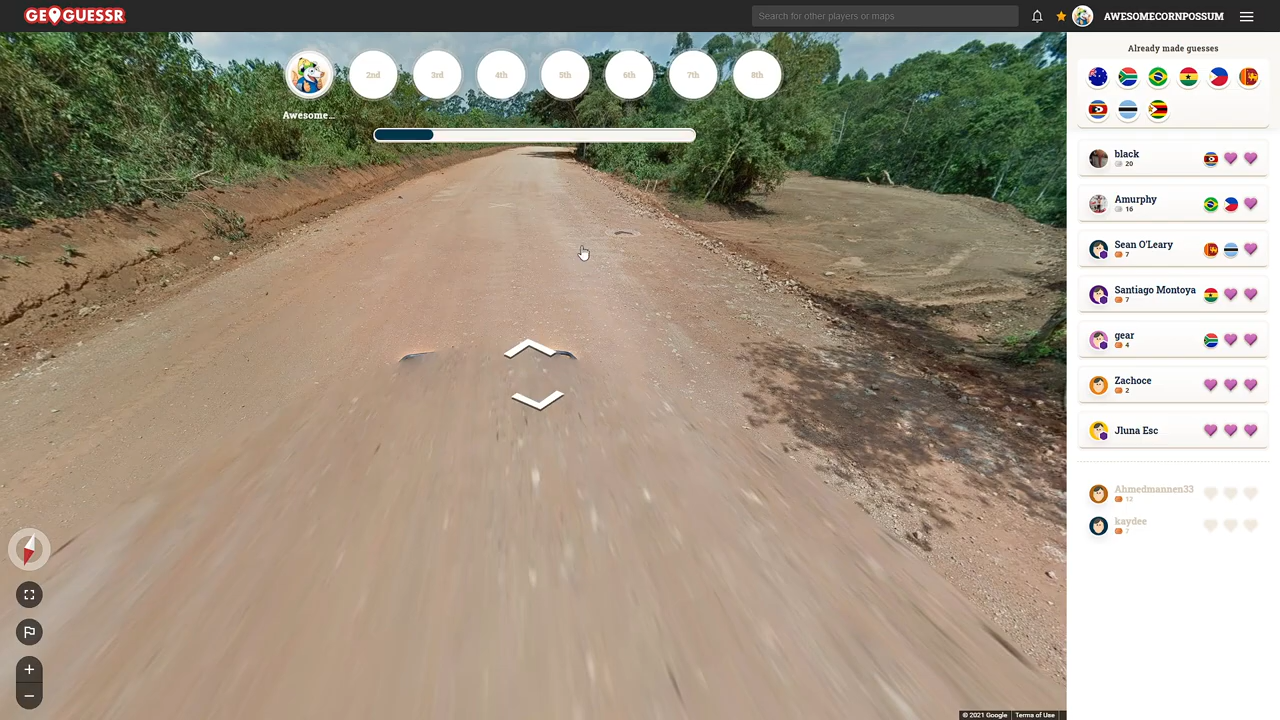 GEOGUESSR
Search for other players or maps
AWESOMECORNPOSSUM
2nd
3rd
4th
5th
6th
7th
8th
Awesome...
Already made guesses
black
20
Amurphy
16
Sean O'Leary
7
Santiago Montoya
7
gear
4
Zachoce
2
Jluna Esc
Ahmedmannen33
13
kaydee
7
+
−
© 2021 Google
Terms of Use